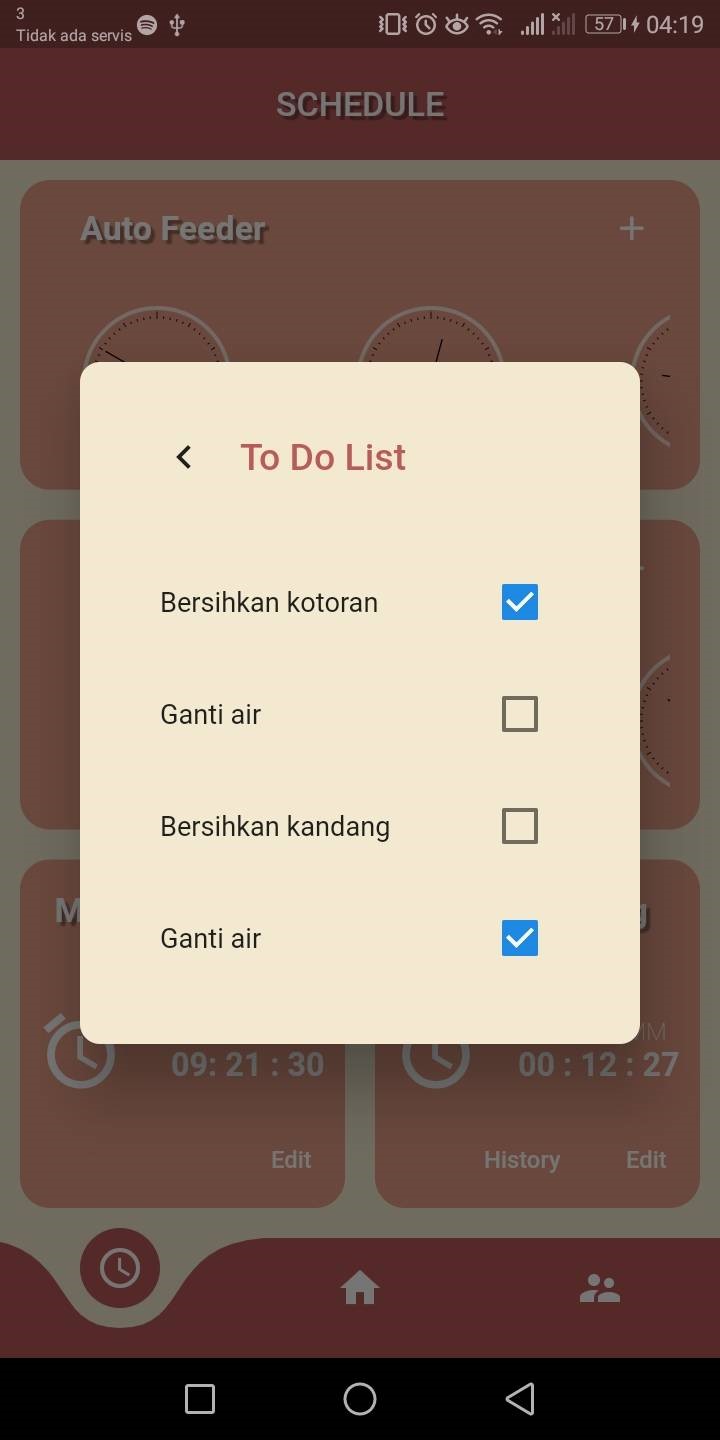 3
Tidak ada servis
57
04:19
SCHEDULE
Auto Feeder
To Do List
Bersihkan kotoran
Ganti air
Bersihkan kandang
Ganti air
09: 21 : 30
00 : 12 : 27
Edit
History
Edit